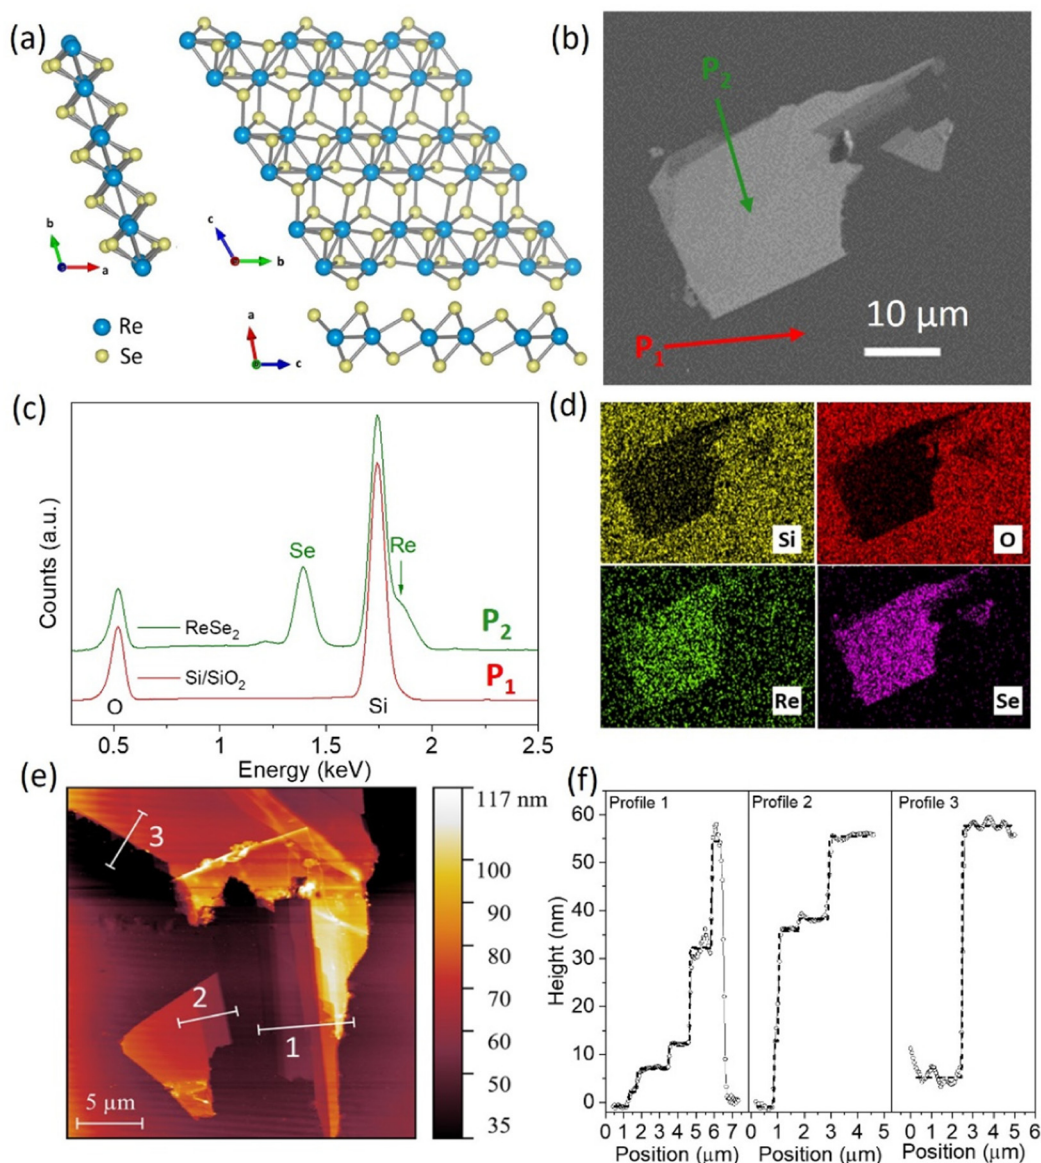 (a)
b
a
c
b
Re
Se
a
c
(b)
P2
P1
10 µm
(c)
Counts (a.u.)
Se
Re
ReSe2
P2
Si/SiO2
P1
O
Si
0.5 1 1.5 2 2.5
Energy (keV)
(d)
Si
O
Re
Se
(e)
3
2
1
5 µm
117 nm
100
90
80
70
60
50
35
(f)
Profile 1
Profile 2
Profile 3
Height (nm)
60
50
40
30
20
10
0
0 1 2 3 4 5 6 7
0 1 2 3 4 5
0 1 2 3 4 5 6
Position (µm)
Position (µm)
Position (µm)